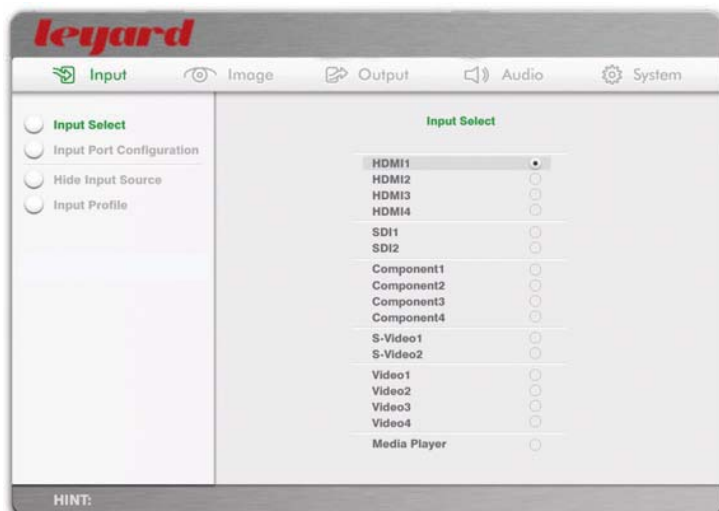 leyard
Input Image Output Audio System
Input Select
Input Port Configuration
Hide Input Source
Input Profile
Input Select
HDMI1
HDMI2
HDMI3
HDMI4
SDI1
SDI2
Component1
Component2
Component3
Component4
S-Video1
S-Video2
Video1
Video2
Video3
Video4
Media Player
HINT: